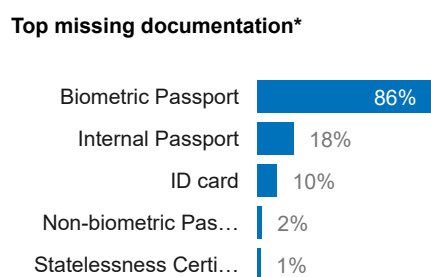 Top missing documentation*
Biometric Passport 86%
Internal Passport 18%
ID card 10%
Non-biometric Pas… 2%
Statelessness Certi… 1%